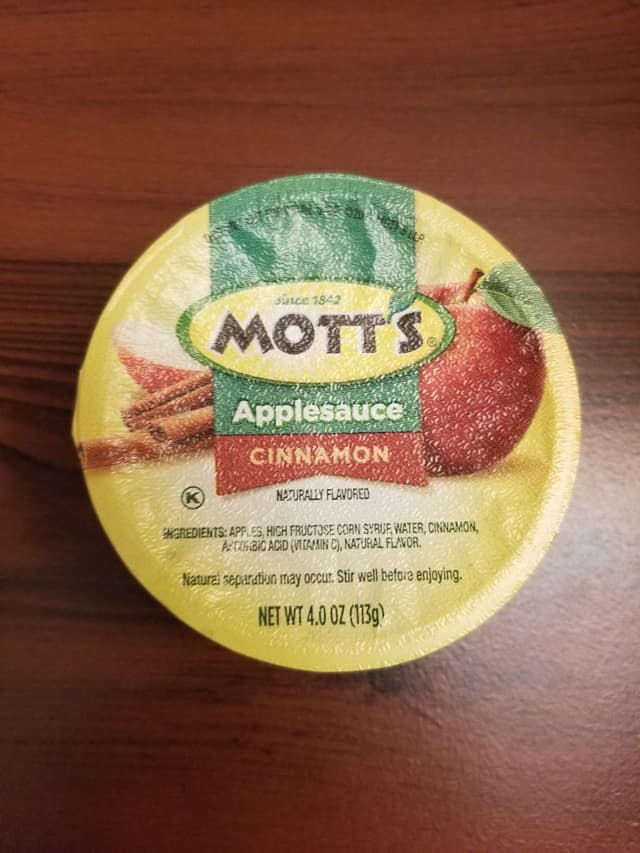 since 1842
MOTT'S®
Applesauce
CINNAMON
K
NATURALLY FLAVORED
INGREDIENTS: APPLES, HIGH FRUCTOSE CORN SYRUP, WATER, CINNAMON,
ASCORBIC ACID (VITAMIN C), NATURAL FLAVOR.
Natural separation may occur. Stir well before enjoying.
NET WT 4.0 OZ (113g)